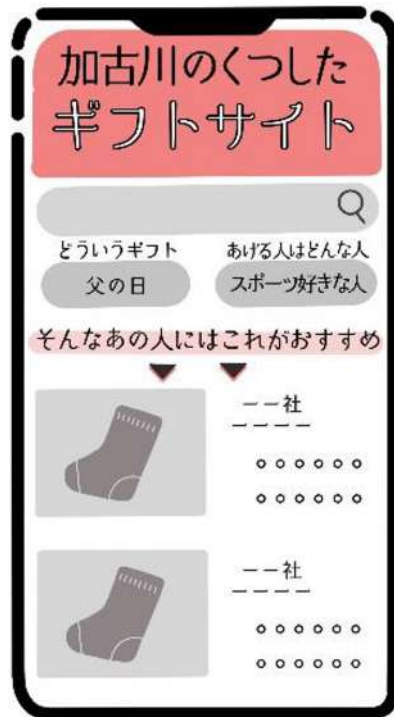 加古川のくつした
ギフトサイト
どういうギフト
あげる人はどんな人
父の日
スポーツ好きな人
そんなあの人にはこれがおすすめ
ーー社
ーーーー
○○○○○○
○○○○○○
ーー社
ーーーー
○○○○○○
○○○○○○